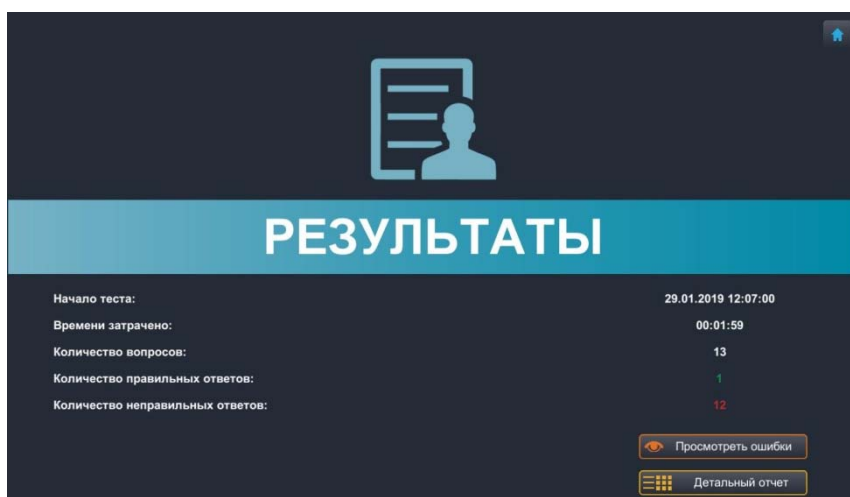 РЕЗУЛЬТАТЫ
Начало теста: 29.01.2019 12:07:00
Времени затрачено: 00:01:59
Количество вопросов: 13
Количество правильных ответов: 1
Количество неправильных ответов: 12
Просмотреть ошибки
Детальный отчет